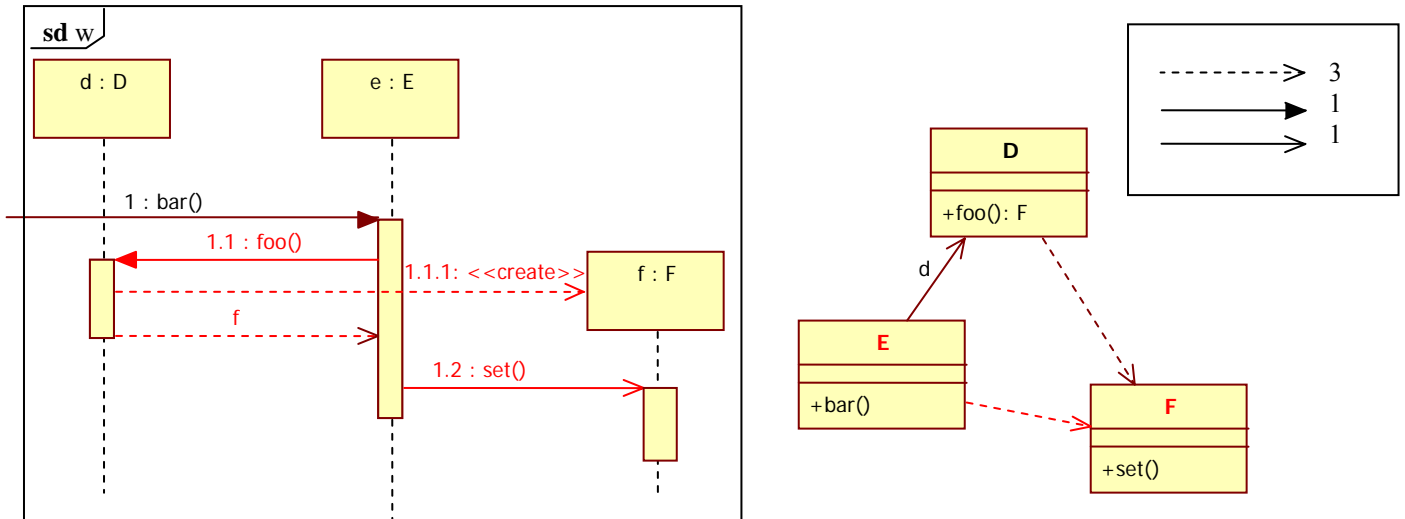 sd w
d : D
e : E
1 : bar()
1.1 : foo()
1.1.1: <<create>>
f : F
f
1.2 : set()
D
+foo(): F
d
E
+bar()
F
+set()
3
1
1